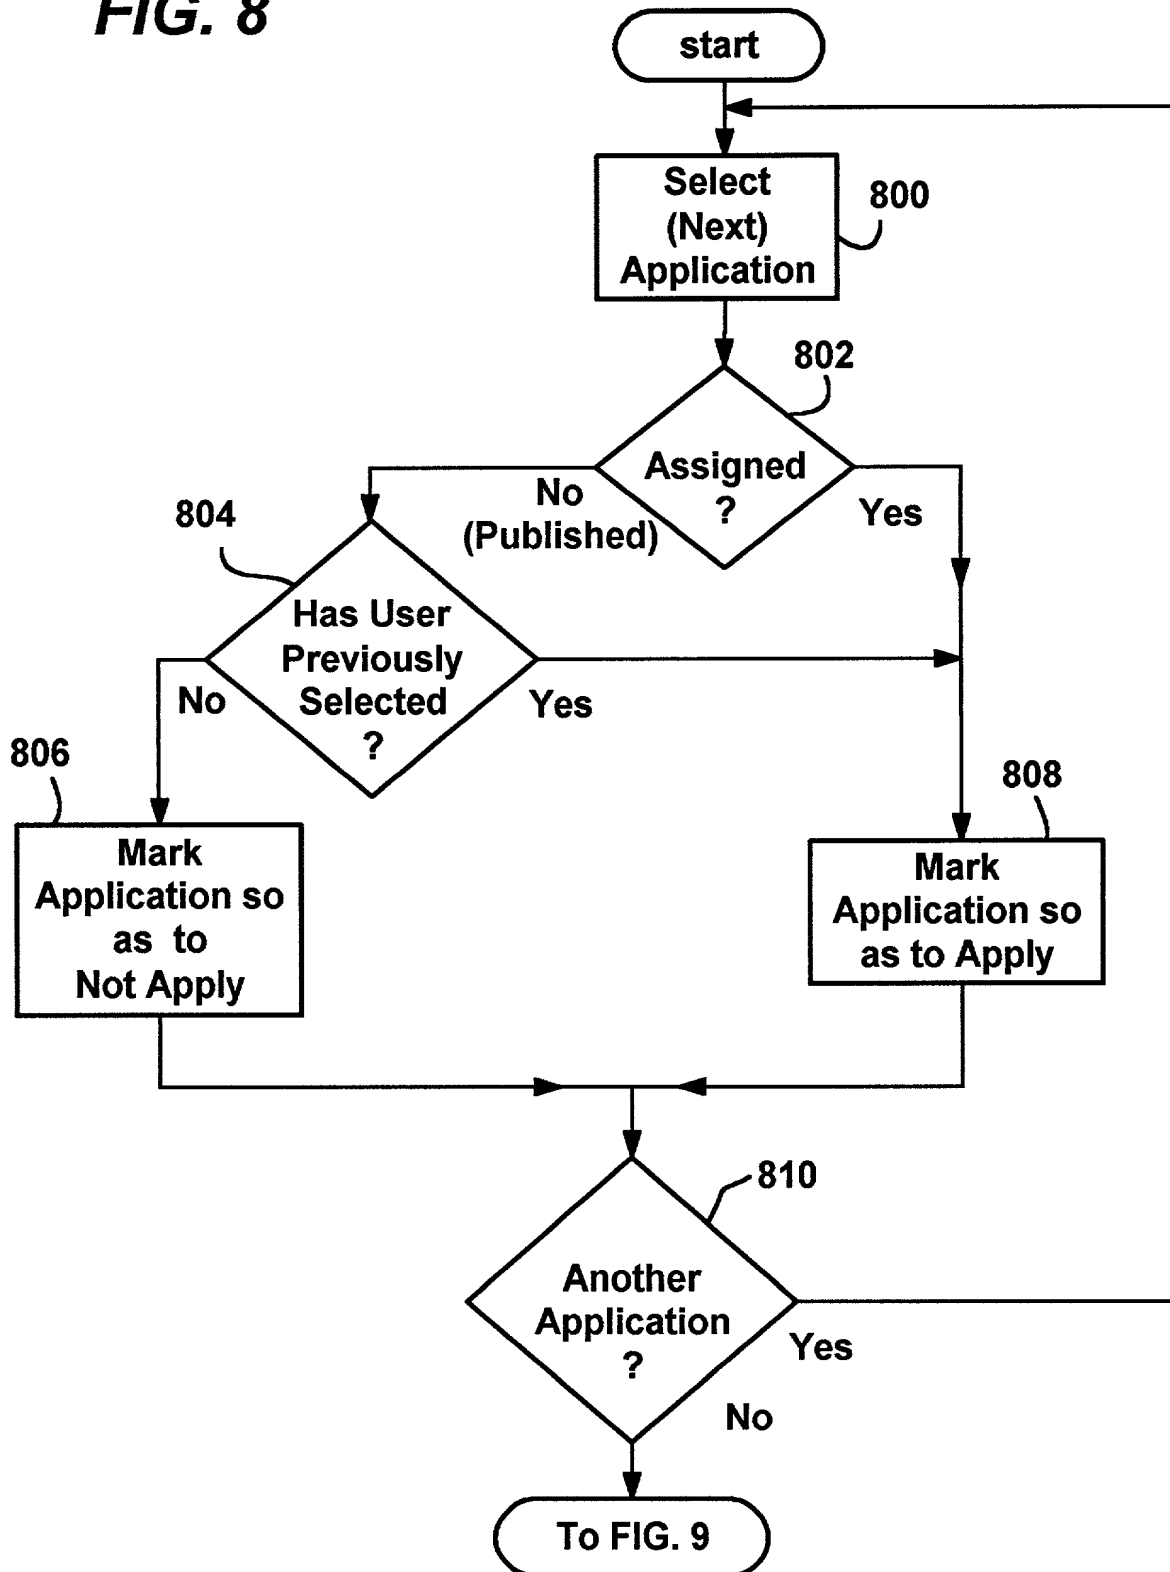 FIG. 8
start
Select
(Next)
Application
800
802
Assigned
?
No
(Published)
Yes
804
Has User
Previously
Selected
?
No
Yes
806
Mark
Application so
as to
Not Apply
808
Mark
Application so
as to Apply
810
Another
Application
?
Yes
No
To FIG. 9